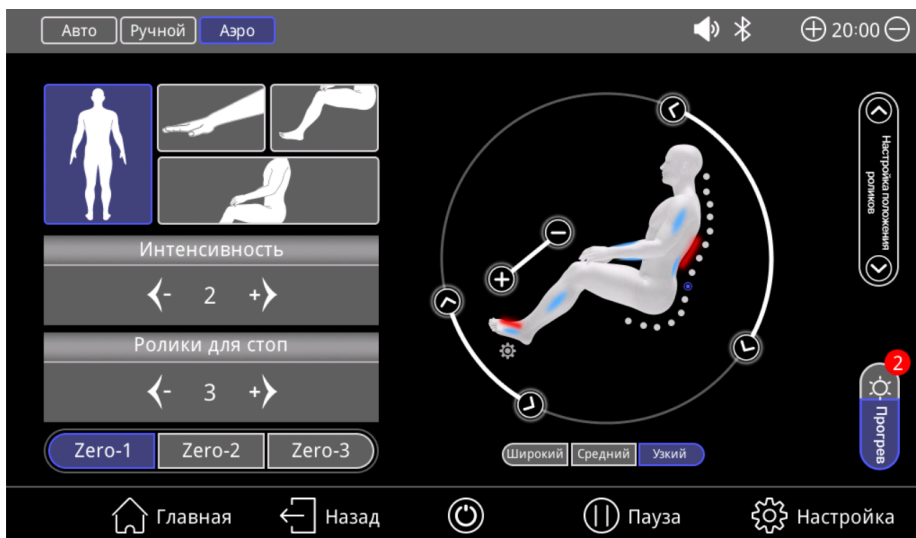 Авто
Ручной
Аэро
20:00
Интенсивность
- 2 +
Ролики для стоп
- 3 +
Zero-1
Zero-2
Zero-3
Широкий
Средний
Узкий
Настройка положения
роликов
2
Прогрев
Главная
Назад
Пауза
Настройка